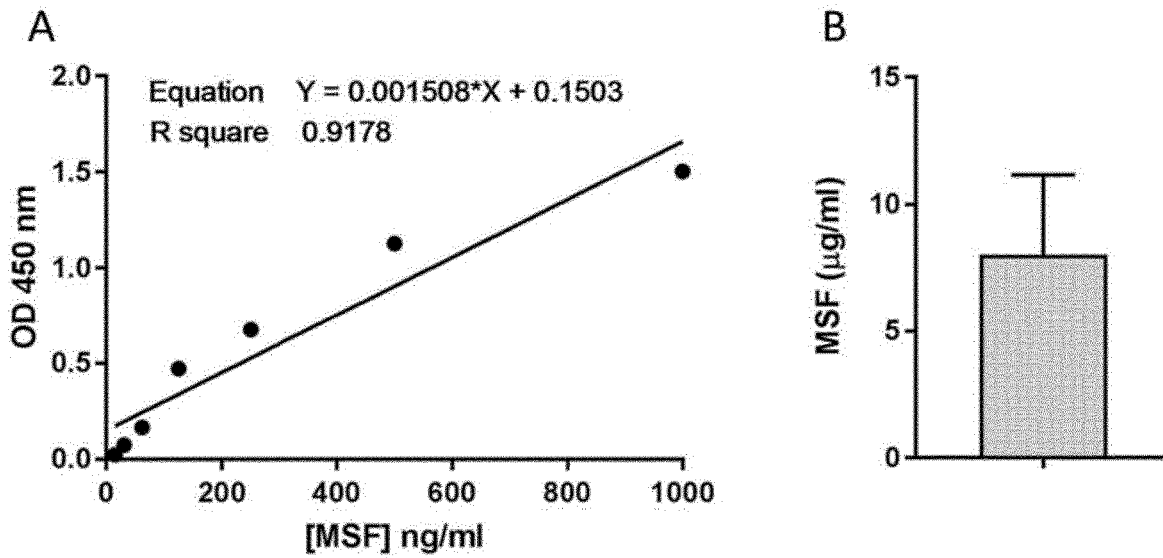 A
B
Equation Y = 0.001508*X + 0.1503
R square 0.9178
2.0
1.5
1.0
0.5
0.0
OD 450 nm
0
200
400
600
800
1000
[MSF] ng/ml
15
10
5
0
MSF (μg/ml)